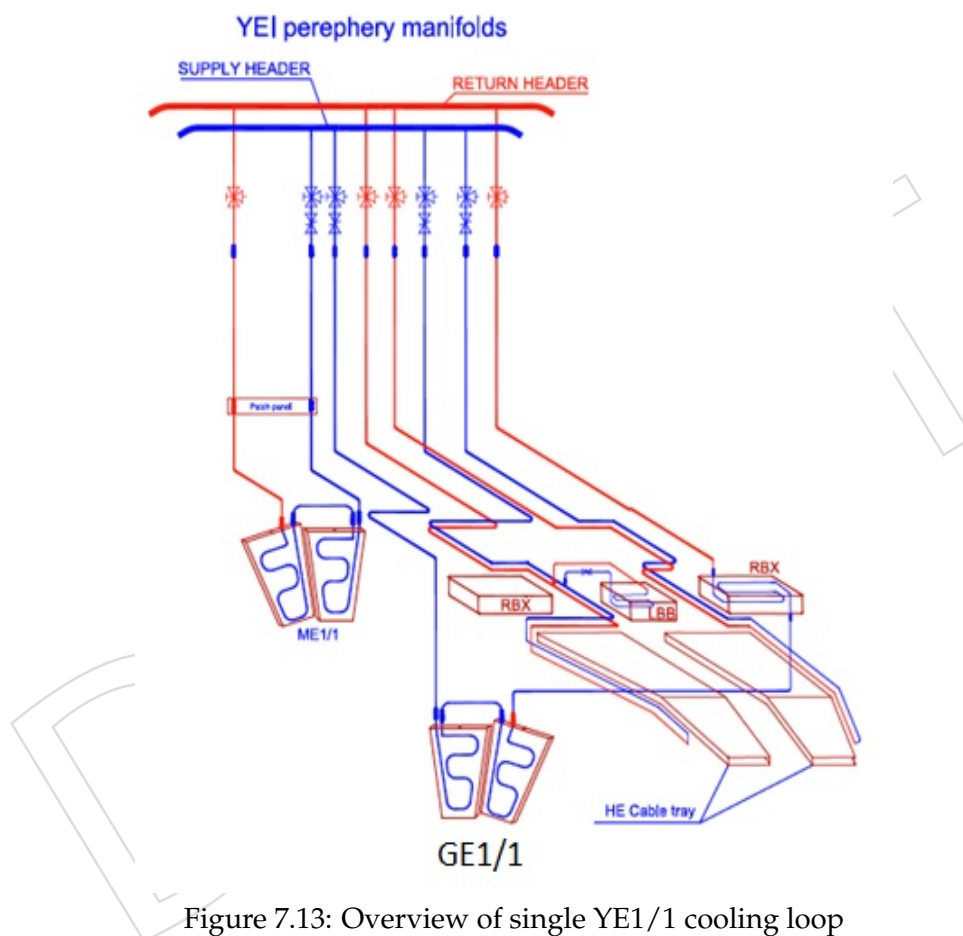 YEI perephery manifolds
SUPPLY HEADER
RETURN HEADER
Patch panel
ME1/1
RBX
LBB
RBX
HE Cable tray
GE1/1
Figure 7.13: Overview of single YE1/1 cooling loop